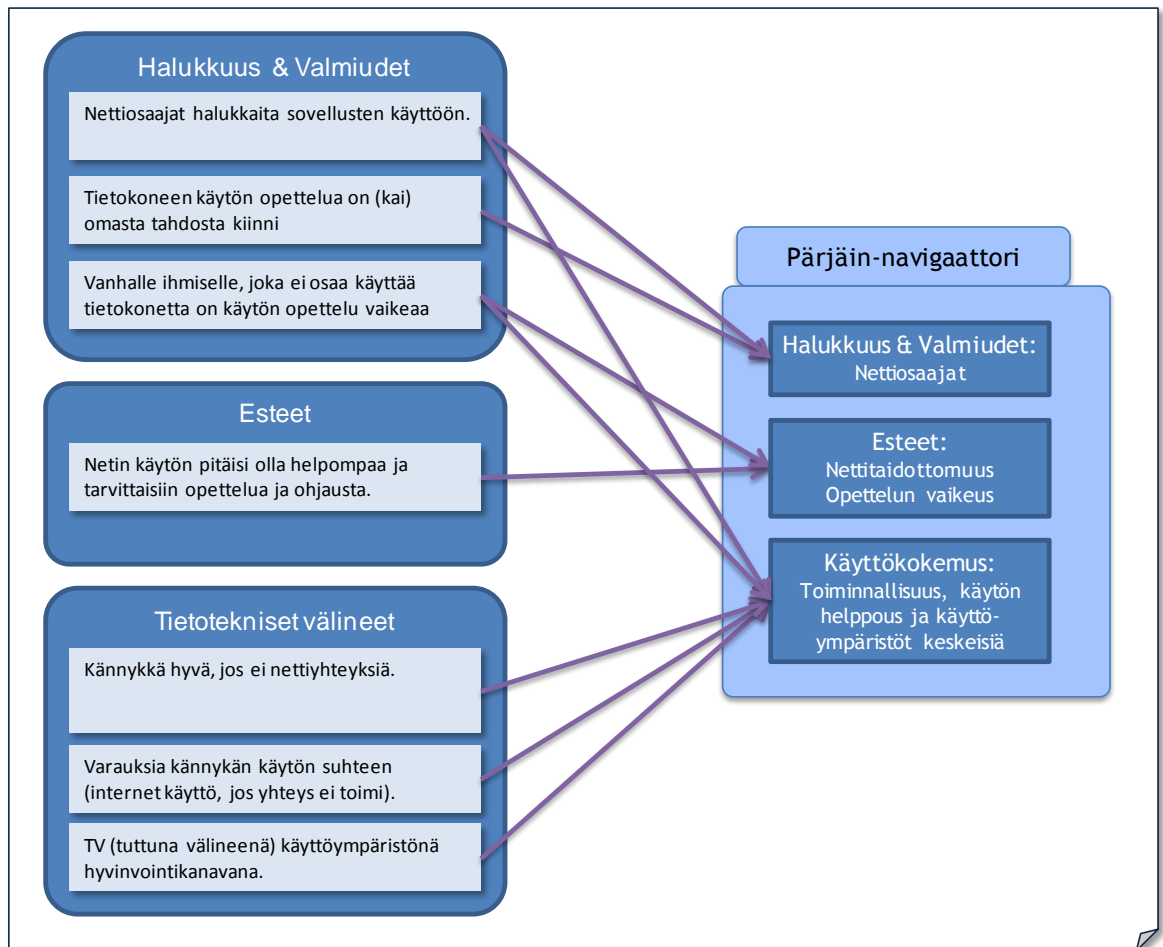 Halukkuus & Valmiudet
Nettiosaajat halukkaita sovellusten käyttöön.
Tietokoneen käytön opettelua on (kai)
omasta tahdosta kiinni
Vanhalle ihmiselle, joka ei osaa käyttää
tietokonetta on käytön opettelu vaikeaa
Esteet
Netin käytön pitäisi olla helpompaa ja
tarvittaisiin opettelua ja ohjausta.
Tietotekniset välineet
Kännykkä hyvä, jos ei nettiyhteyksiä.
Varauksia kännykän käytön suhteen
(internet käyttö, jos yhteys ei toimi).
TV (tuttuna välineenä) käyttöympäristönä
hyvinvointikanavana.
Pärjäin-navigaattori
Halukkuus & Valmiudet:
Nettiosaajat
Esteet:
Nettitaidottomuus
Opettelun vaikeus
Käyttökokemus:
Toiminnallisuus, käytön
helppous ja käyttö-
ympäristöt keskeisiä